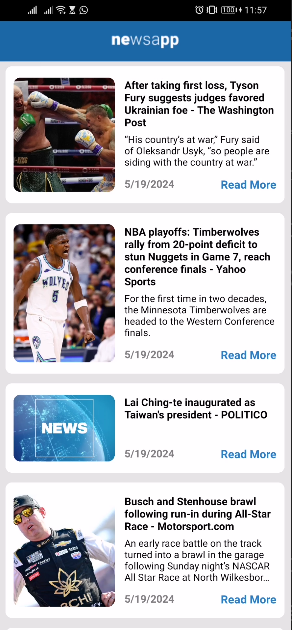 11:57
newsapp
After taking first loss, Tyson
Fury suggests judges favored
Ukrainian foe - The Washington
Post
"His country's at war," Fury said
of Oleksandr Usyk, "so people are
siding with the country at war."
5/19/2024 Read More
NBA playoffs: Timberwolves
rally from 20-point deficit to
stun Nuggets in Game 7, reach
conference finals - Yahoo
Sports
For the first time in two decades,
the Minnesota Timberwolves are
headed to the Western Conference
finals.
WOLVES
5
5/19/2024 Read More
Lai Ching-te inaugurated as
Taiwan's president - POLITICO
NEWS
5/19/2024 Read More
Busch and Stenhouse brawl
following run-in during All-Star
Race - Motorsport.com
An early race battle on the track
turned into a brawl in the garage
following Sunday night's NASCAR
All Star Race at North Wilkesbor...
5/19/2024 Read More